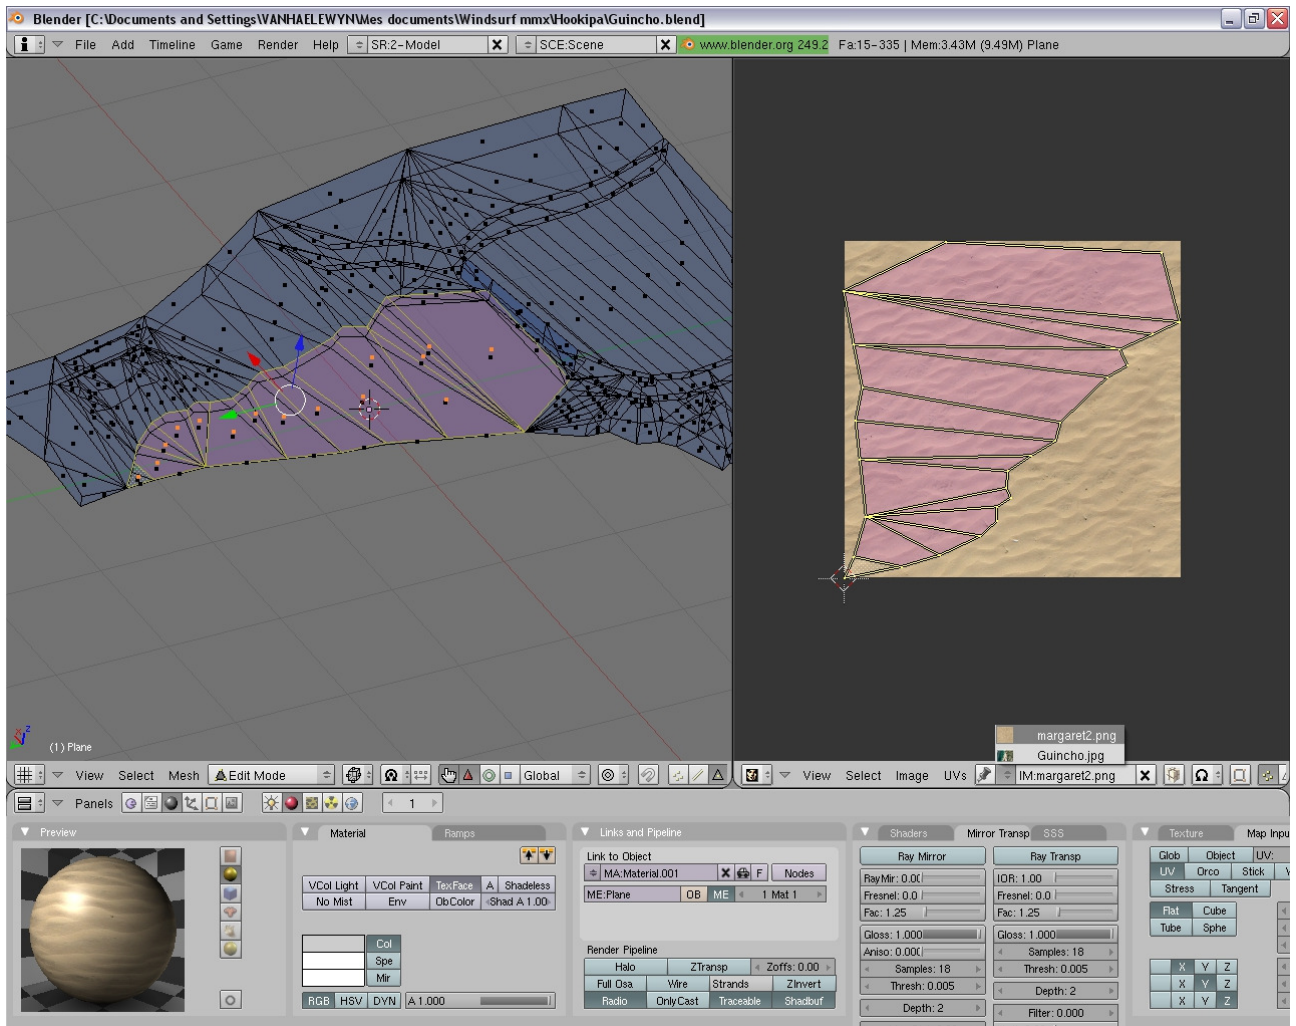 Blender [C:\Documents and Settings\VANHAELEWYN\Mes documents\Windsurf mmx\Hookipa\Guincho.blend]
File Add Timeline Game Render Help SR:2-Model SCE:Scene www.blender.org 249.2 Fa:15-335 | Mem:3.43M (9.49M) Plane
(1) Plane
margaret2.png
Guincho.jpg
View Select Mesh Edit Mode Global
View Select Image UVs IM:margaret2.png
Panels 1
Preview
Material Ramps
VCol Light VCol Paint TexFace A Shadeless
No Mist Env ObColor Shad A 1.00
Col
Spe
Mir
RGB HSV DYN A 1.000
Links and Pipeline
Link to Object
MA:Material.001 F Nodes
ME:Plane OB ME 1 Mat 1
Render Pipeline
Halo ZTransp Zoffs: 0.00
Full Osa Wire Strands ZInvert
Radio OnlyCast Traceable Shadbuf
Shaders Mirror Transp SSS
Ray Mirror Ray Transp
RayMir: 0.00 IOR: 1.00
Fresnel: 0.0 Fresnel: 0.0
Fac: 1.25 Fac: 1.25
Gloss: 1.000 Gloss: 1.000
Aniso: 0.000 Samples: 18
Samples: 18 Thresh: 0.005
Thresh: 0.005 Depth: 2
Depth: 2 Filter: 0.000
Texture Map Inpu
Glob Object UV:
UV Orco Stick
Stress Tangent
Flat Cube
Tube Sphe
X Y Z
X Y Z
X Y Z